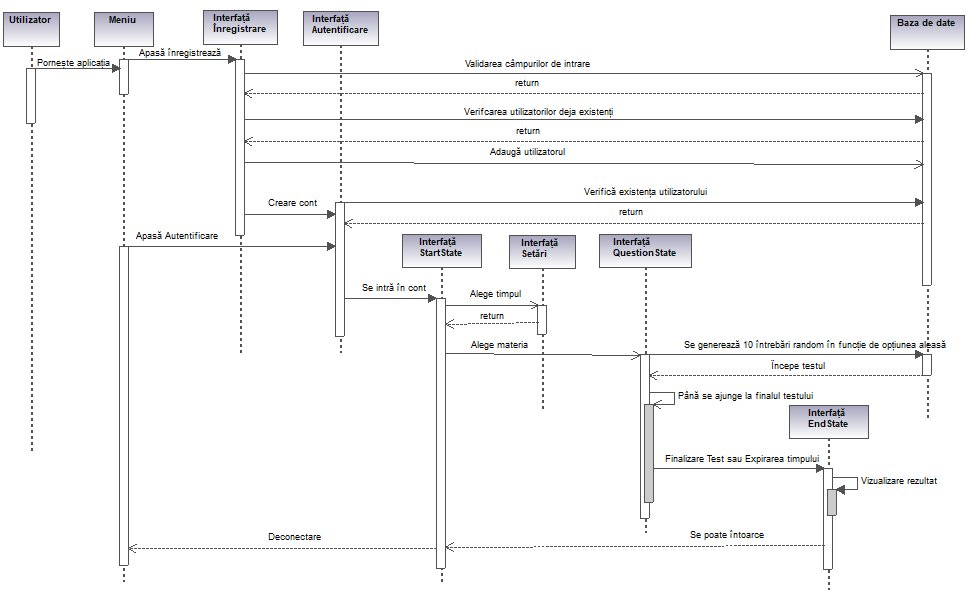 Utilizator
Meniu
Interfață
Înregistrare
Interfață
Autentificare
Baza de date
Apasă înregistrează
Pornește aplicația
Validarea câmpurilor de intrare
return
Verifcarea utilizatorilor deja existenți
return
Adaugă utilizatorul
Verifică existența utilizatorului
Creare cont
return
Apasă Autentificare
Interfață
StartState
Interfață
Setări
Interfață
QuestionState
Se intră în cont
Alege timpul
return
Alege materia
Se generează 10 întrebări random în funcție de opțiunea aleasă
Începe testul
Până se ajunge la finalul testului
Interfață
EndState
Finalizare Test sau Expirarea timpului
Vizualizare rezultat
Se poate întoarce
Deconectare